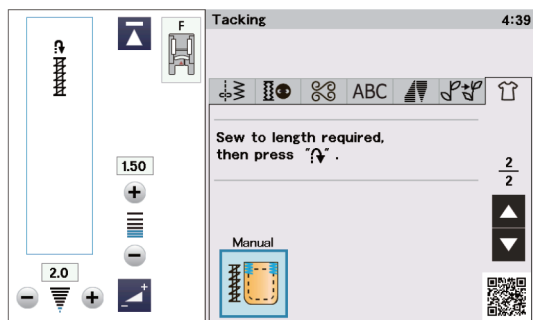 F
Tacking
4:39
ABC
Sew to length required,
then press " ".
2
2
1.50
Manual
2.0